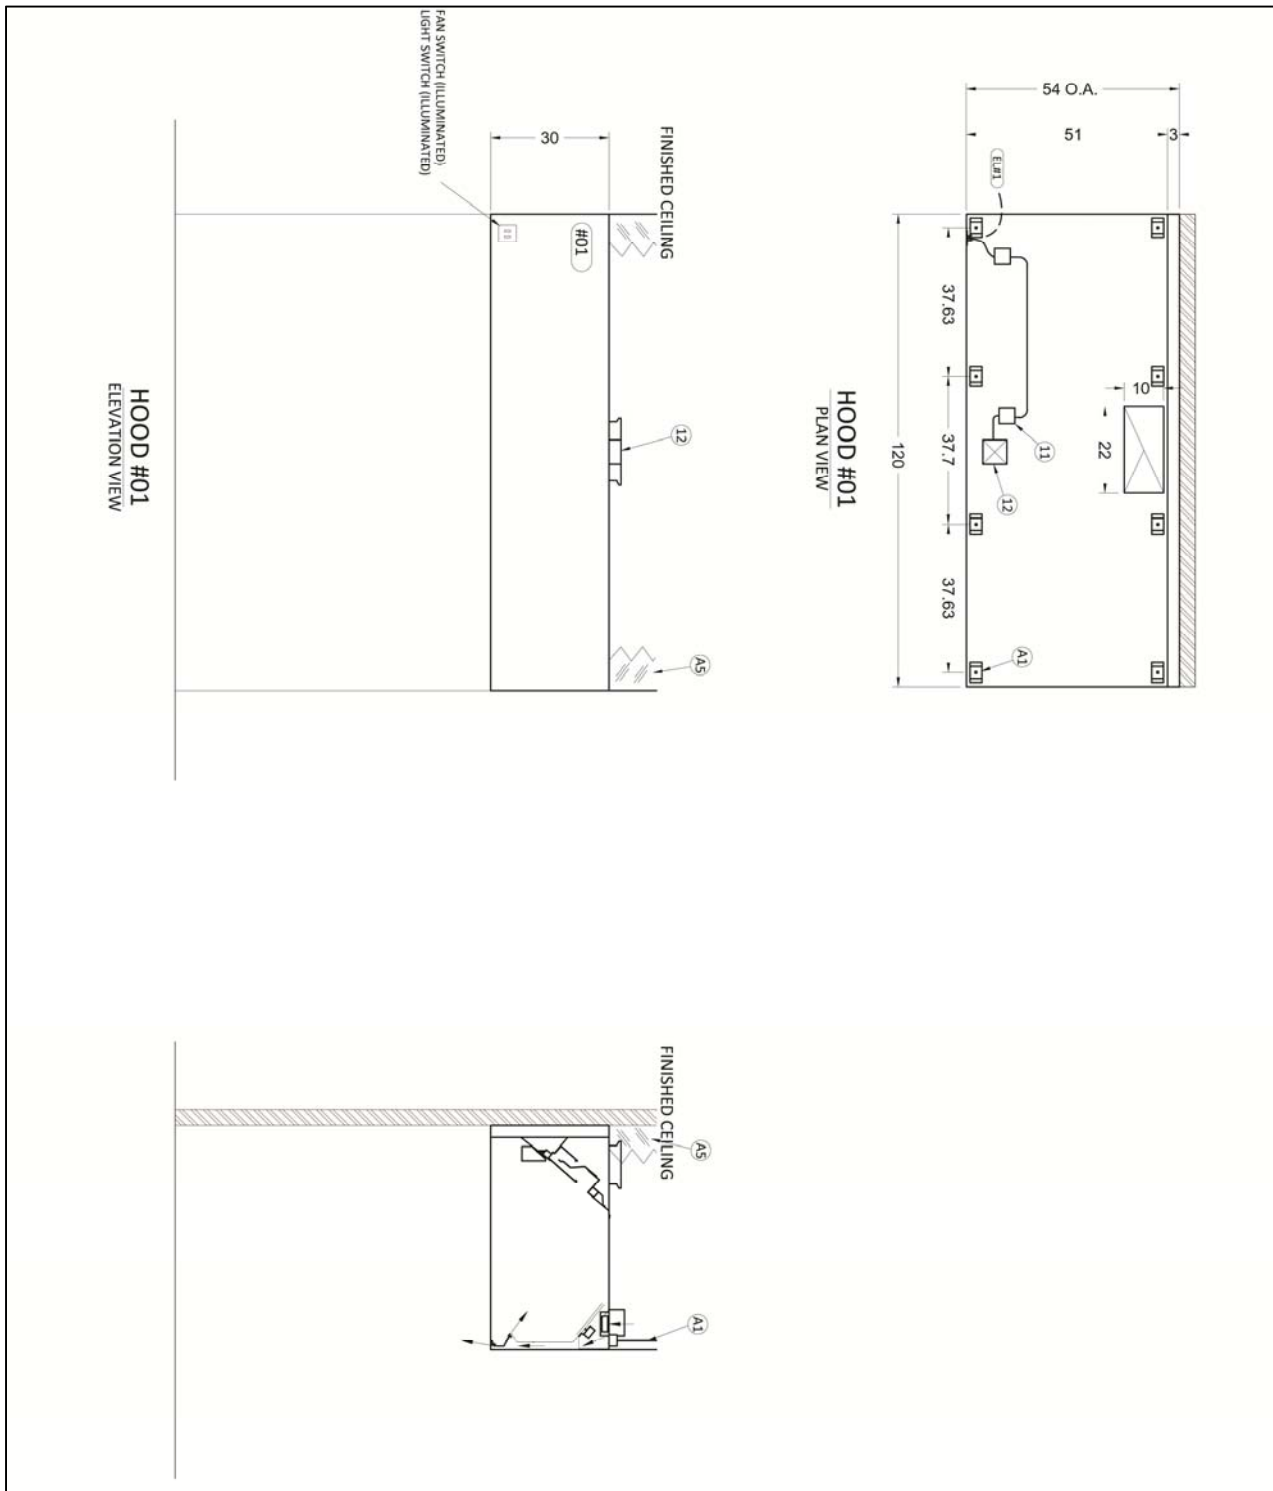 54 O.A.
51
3
EL#1
37.63
10
37.7
22
120
11
12
37.63
A1
HOOD #01
PLAN VIEW
FINISHED CEILING
30
FAN SWITCH (ILLUMINATED)
LIGHT SWITCH (ILLUMINATED)
#01
12
A5
HOOD #01
ELEVATION VIEW
FINISHED CEILING
A5
A1